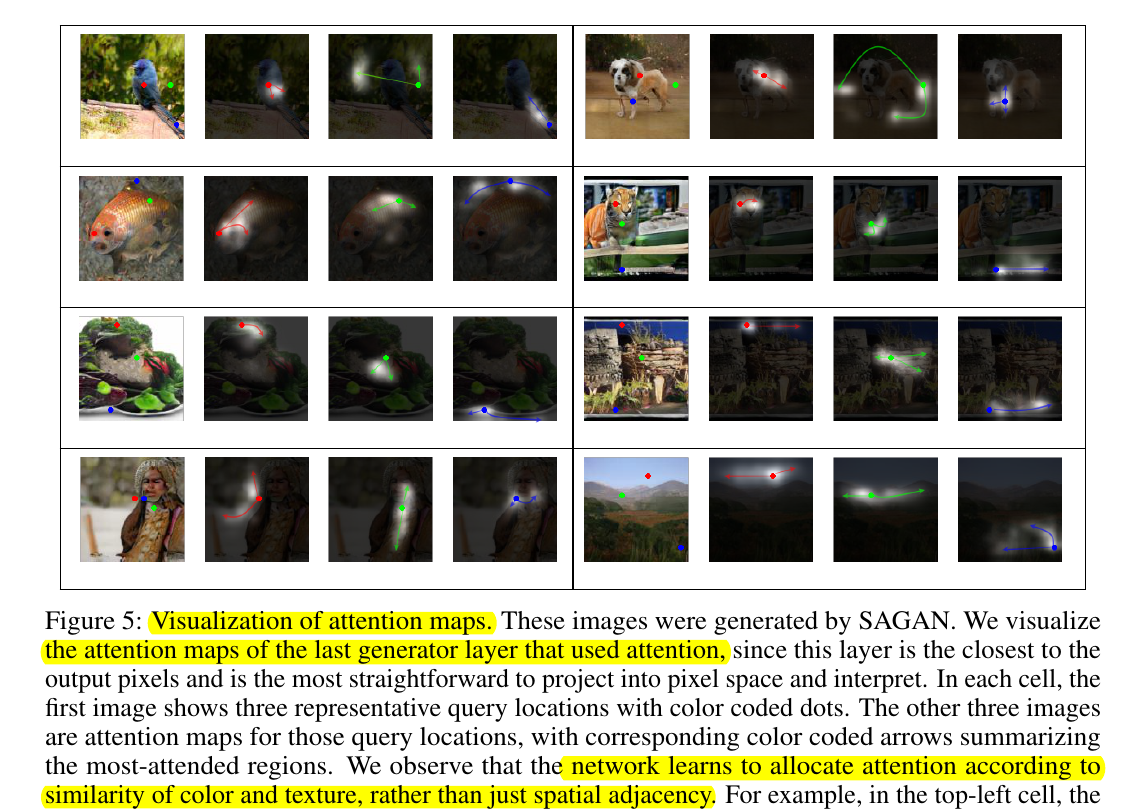 Figure 5: Visualization of attention maps. These images were generated by SAGAN. We visualize
the attention maps of the last generator layer that used attention, since this layer is the closest to the
output pixels and is the most straightforward to project into pixel space and interpret. In each cell, the
first image shows three representative query locations with color coded dots. The other three images
are attention maps for those query locations, with corresponding color coded arrows summarizing
the most-attended regions. We observe that the network learns to allocate attention according to
similarity of color and texture, rather than just spatial adjacency. For example, in the top-left cell, the